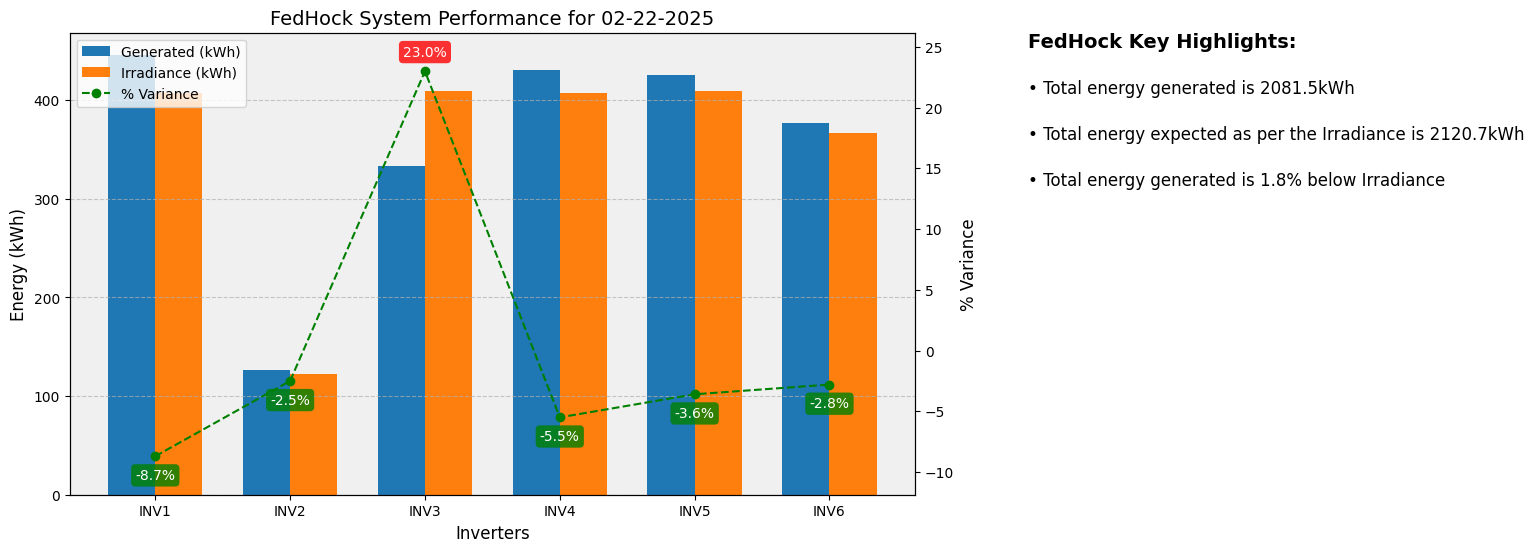 FedHock System Performance for 02-22-2025
Generated (kWh)
Irradiance (kWh)
% Variance
Energy (kWh)
400
300
200
100
0
23.0%
-8.7%
-2.5%
-5.5%
-3.6%
-2.8%
25
20
15
10
5
0
−5
−10
% Variance
INV1 INV2 INV3 INV4 INV5 INV6
Inverters
FedHock Key Highlights:
• Total energy generated is 2081.5kWh
• Total energy expected as per the Irradiance is 2120.7kWh
• Total energy generated is 1.8% below Irradiance